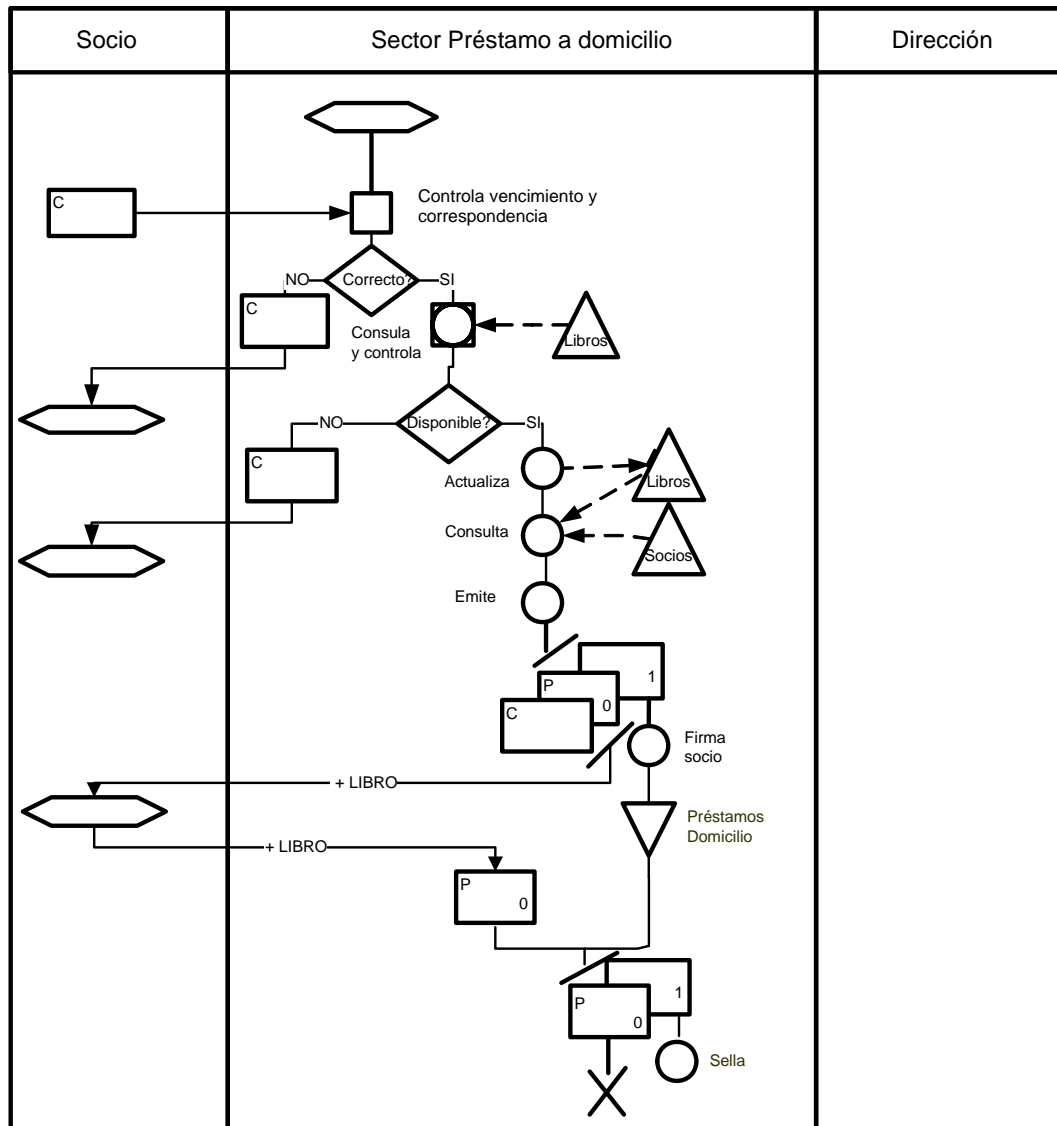 Socio
Sector Préstamo a domicilio
Dirección
C
Controla vencimiento y
correspondencia
NO
Correcto?
SI
C
Consula
y controla
Libros
NO
Disponible?
SI
C
Actualiza
Libros
Consulta
Socios
Emite
1
P
0
C
Firma
socio
+ LIBRO
Préstamos
Domicilio
+ LIBRO
P
0
1
P
0
Sella